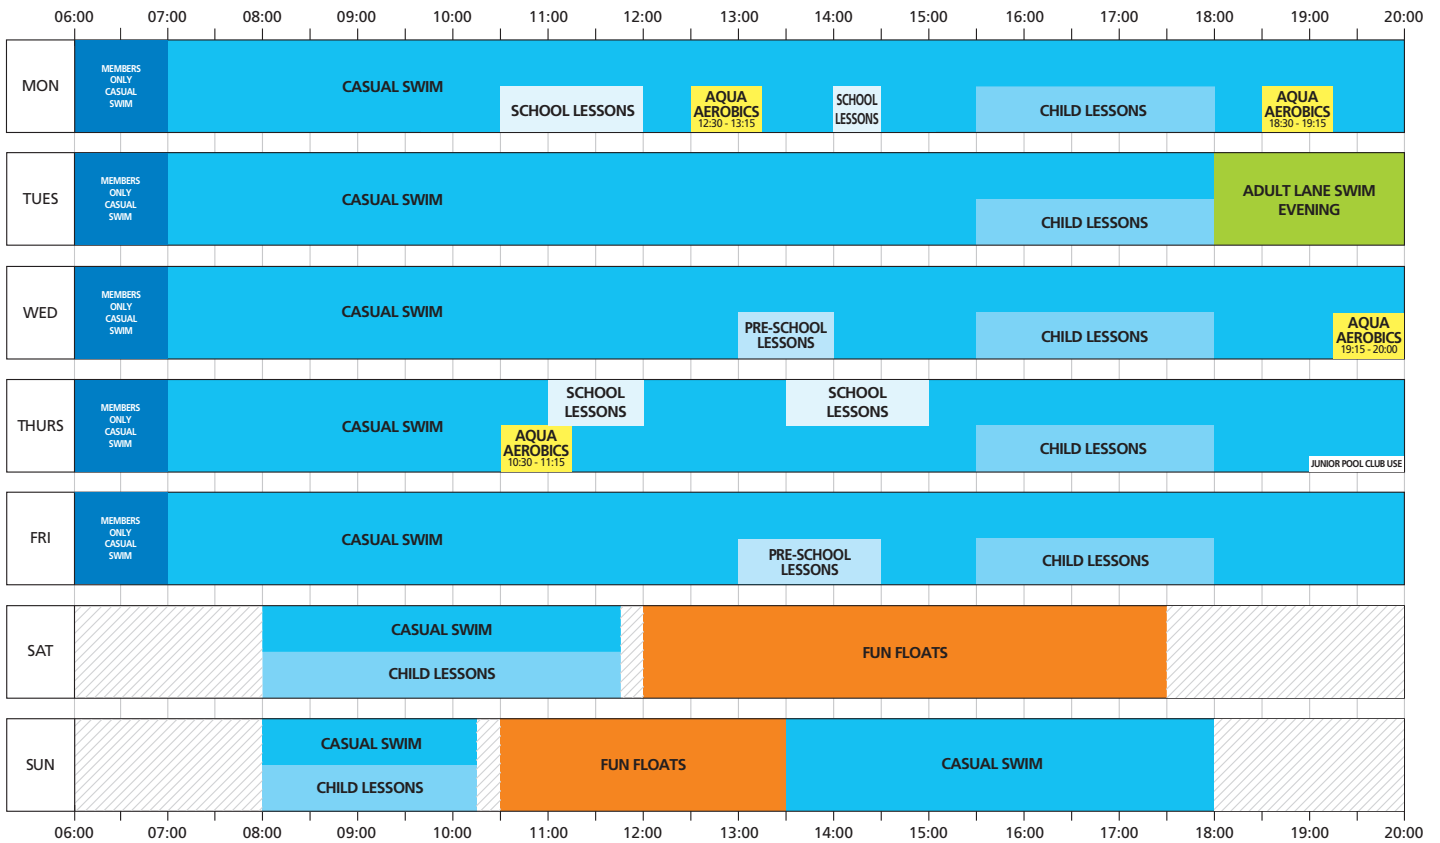 06:00 07:00 08:00 09:00 10:00 11:00 12:00 13:00 14:00 15:00 16:00 17:00 18:00 19:00 20:00
MON
MEMBERS
ONLY
CASUAL
SWIM
CASUAL SWIM
SCHOOL LESSONS
AQUA
AEROBICS
12:30 - 13:15
SCHOOL
LESSONS
CHILD LESSONS
AQUA
AEROBICS
18:30 - 19:15
TUES
MEMBERS
ONLY
CASUAL
SWIM
CASUAL SWIM
CHILD LESSONS
ADULT LANE SWIM
EVENING
WED
MEMBERS
ONLY
CASUAL
SWIM
CASUAL SWIM
PRE-SCHOOL
LESSONS
CHILD LESSONS
AQUA
AEROBICS
19:15 - 20:00
THURS
MEMBERS
ONLY
CASUAL
SWIM
CASUAL SWIM
AQUA
AEROBICS
10:30 - 11:15
SCHOOL
LESSONS
SCHOOL
LESSONS
CHILD LESSONS
JUNIOR POOL CLUB USE
FRI
MEMBERS
ONLY
CASUAL
SWIM
CASUAL SWIM
PRE-SCHOOL
LESSONS
CHILD LESSONS
SAT
CASUAL SWIM
CHILD LESSONS
FUN FLOATS
SUN
CASUAL SWIM
CHILD LESSONS
FUN FLOATS
CASUAL SWIM
06:00 07:00 08:00 09:00 10:00 11:00 12:00 13:00 14:00 15:00 16:00 17:00 18:00 19:00 20:00